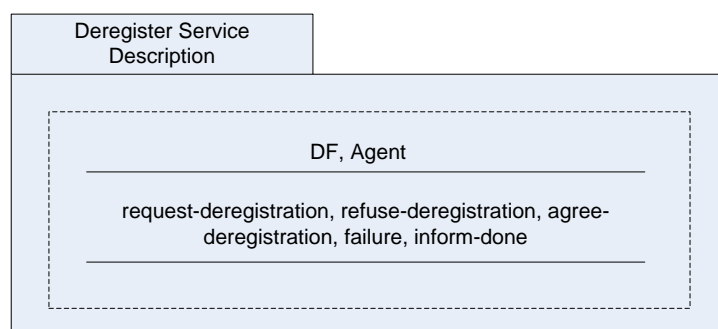 Deregister Service
Description
DF, Agent
request-deregistration, refuse-deregistration, agree-
deregistration, failure, inform-done